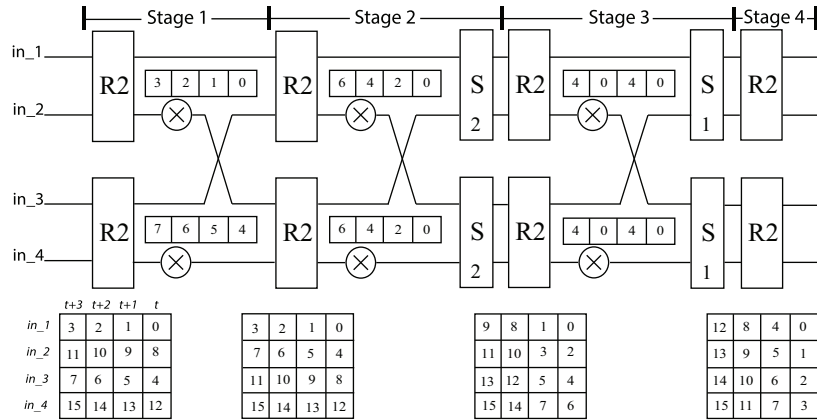 Stage 1 Stage 2 Stage 3 Stage 4
in_1
R2 3 2 1 0 R2 6 4 2 0 S 2 R2 4 0 4 0 S 1 R2
in_2
in_3
R2 7 6 5 4 R2 6 4 2 0 S 2 R2 4 0 4 0 S 1 R2
in_4
t+3 t+2 t+1 t
in_1 3 2 1 0 3 2 1 0 9 8 1 0 12 8 4 0
in_2 11 10 9 8 7 6 5 4 11 10 3 2 13 9 5 1
in_3 7 6 5 4 11 10 9 8 13 12 5 4 14 10 6 2
in_4 15 14 13 12 15 14 13 12 15 14 7 6 15 11 7 3